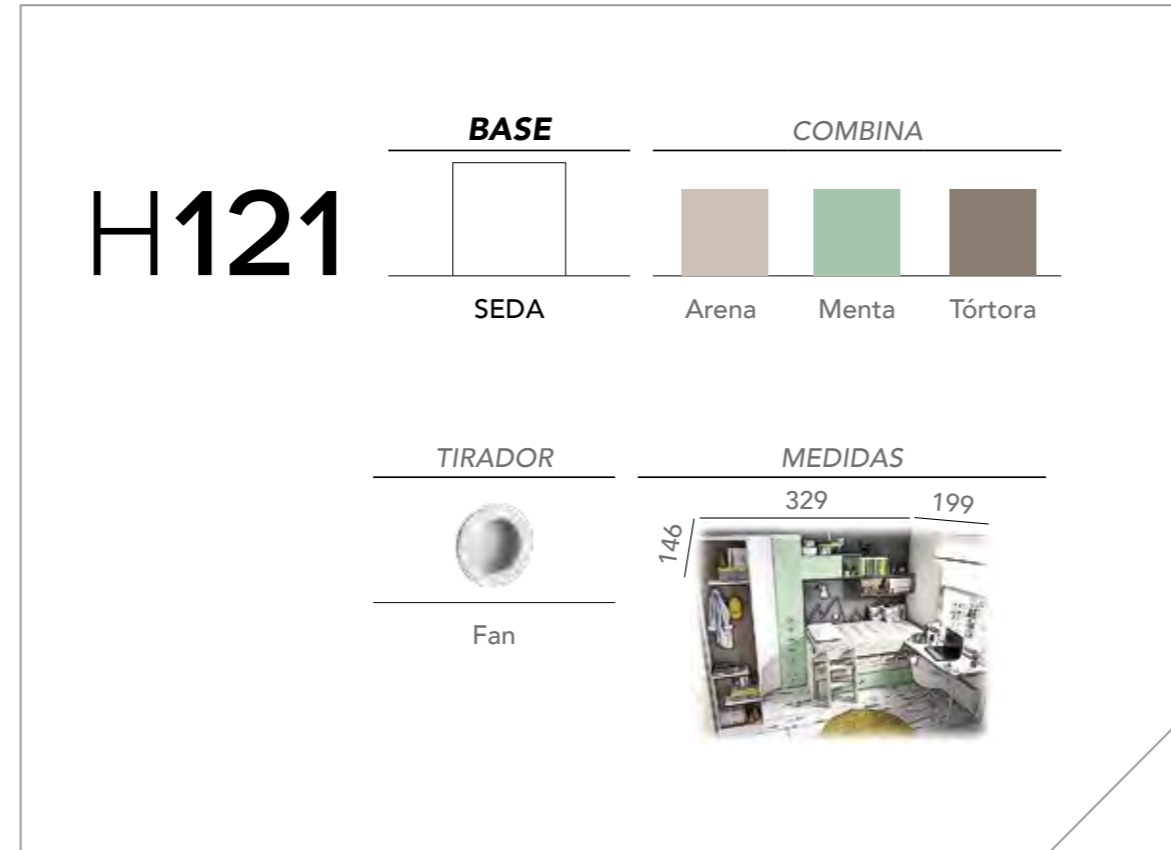 H121
BASE
SEDA
COMBINA
Arena Menta Tórtora
TIRADOR
Fan
MEDIDAS
329 199
146